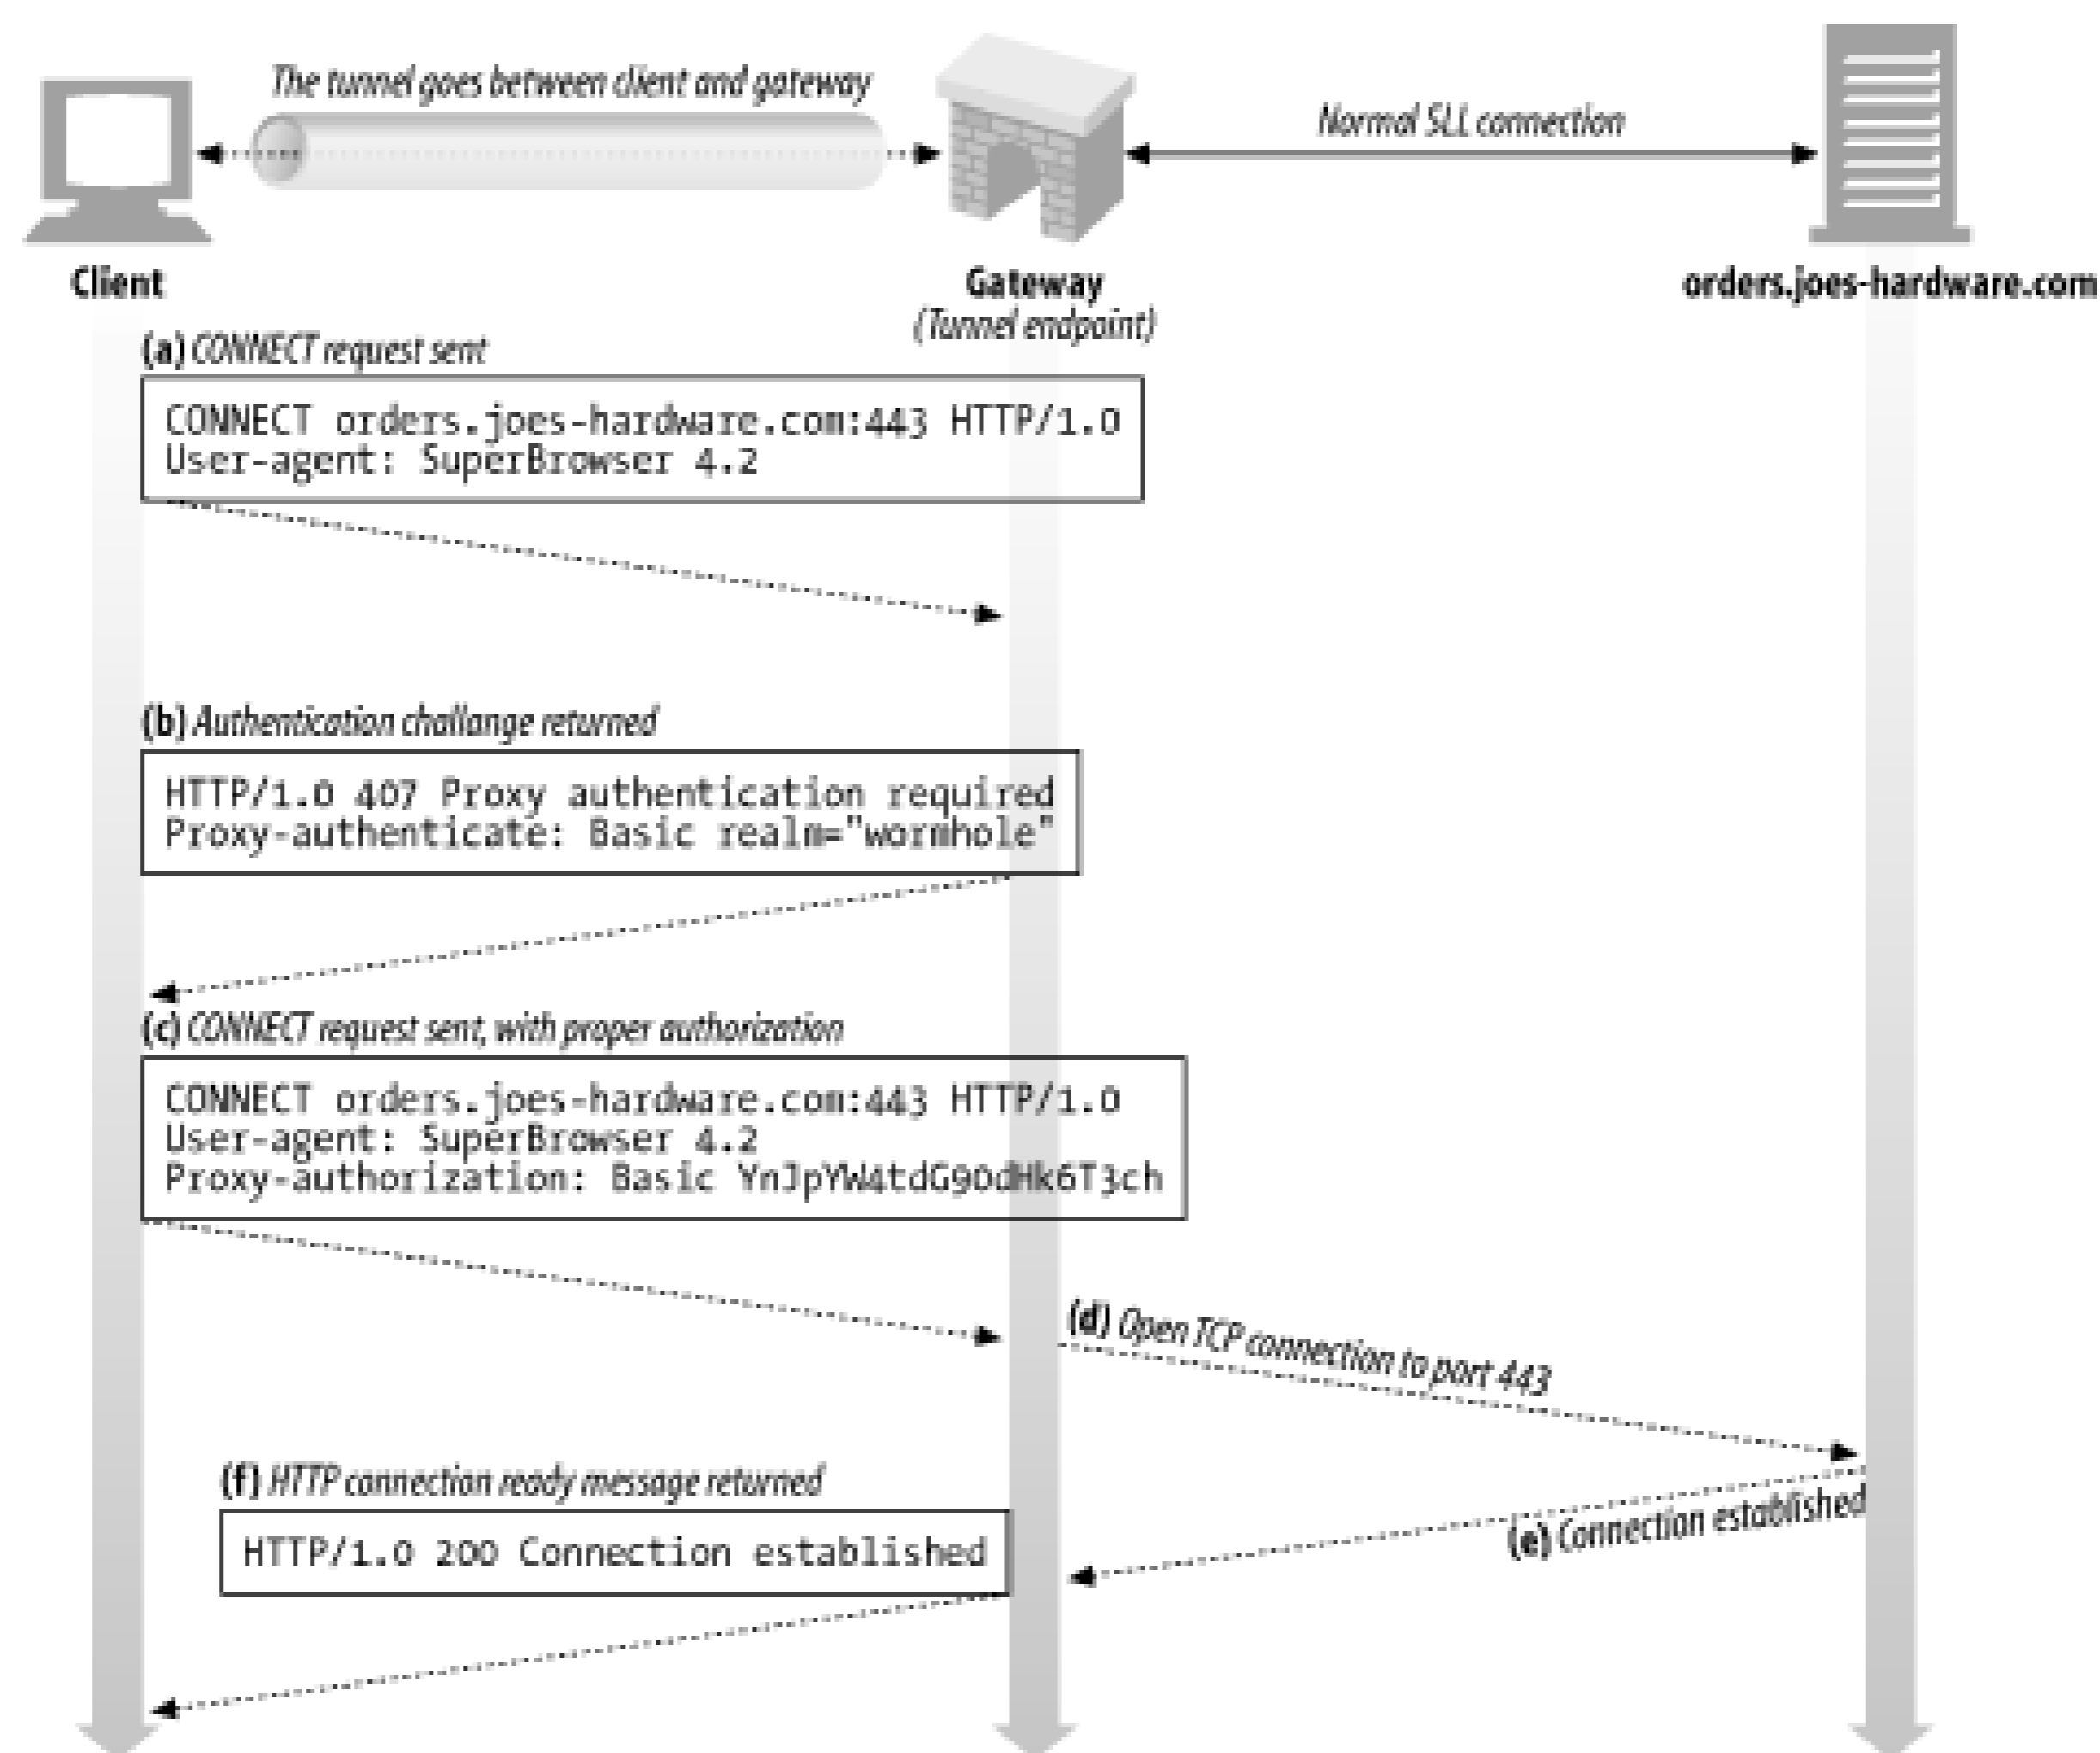 The tunnel goes between client and gateway
Normal SLL connection
Client
Gateway
(Tunnel endpoint)
orders.joes-hardware.com
(a) CONNECT request sent
CONNECT orders.joes-hardware.com:443 HTTP/1.0
User-agent: SuperBrowser 4.2
(b) Authentication challange returned
HTTP/1.0 407 Proxy authentication required
Proxy-authenticate: Basic realm="wormhole"
(c) CONNECT request sent, with proper authorization
CONNECT orders.joes-hardware.com:443 HTTP/1.0
User-agent: SuperBrowser 4.2
Proxy-authorization: Basic YnJpYW4tdG90dHk6T3ch
(d) Open TCP connection to port 443
(e) Connection established
(f) HTTP connection ready message returned
HTTP/1.0 200 Connection established